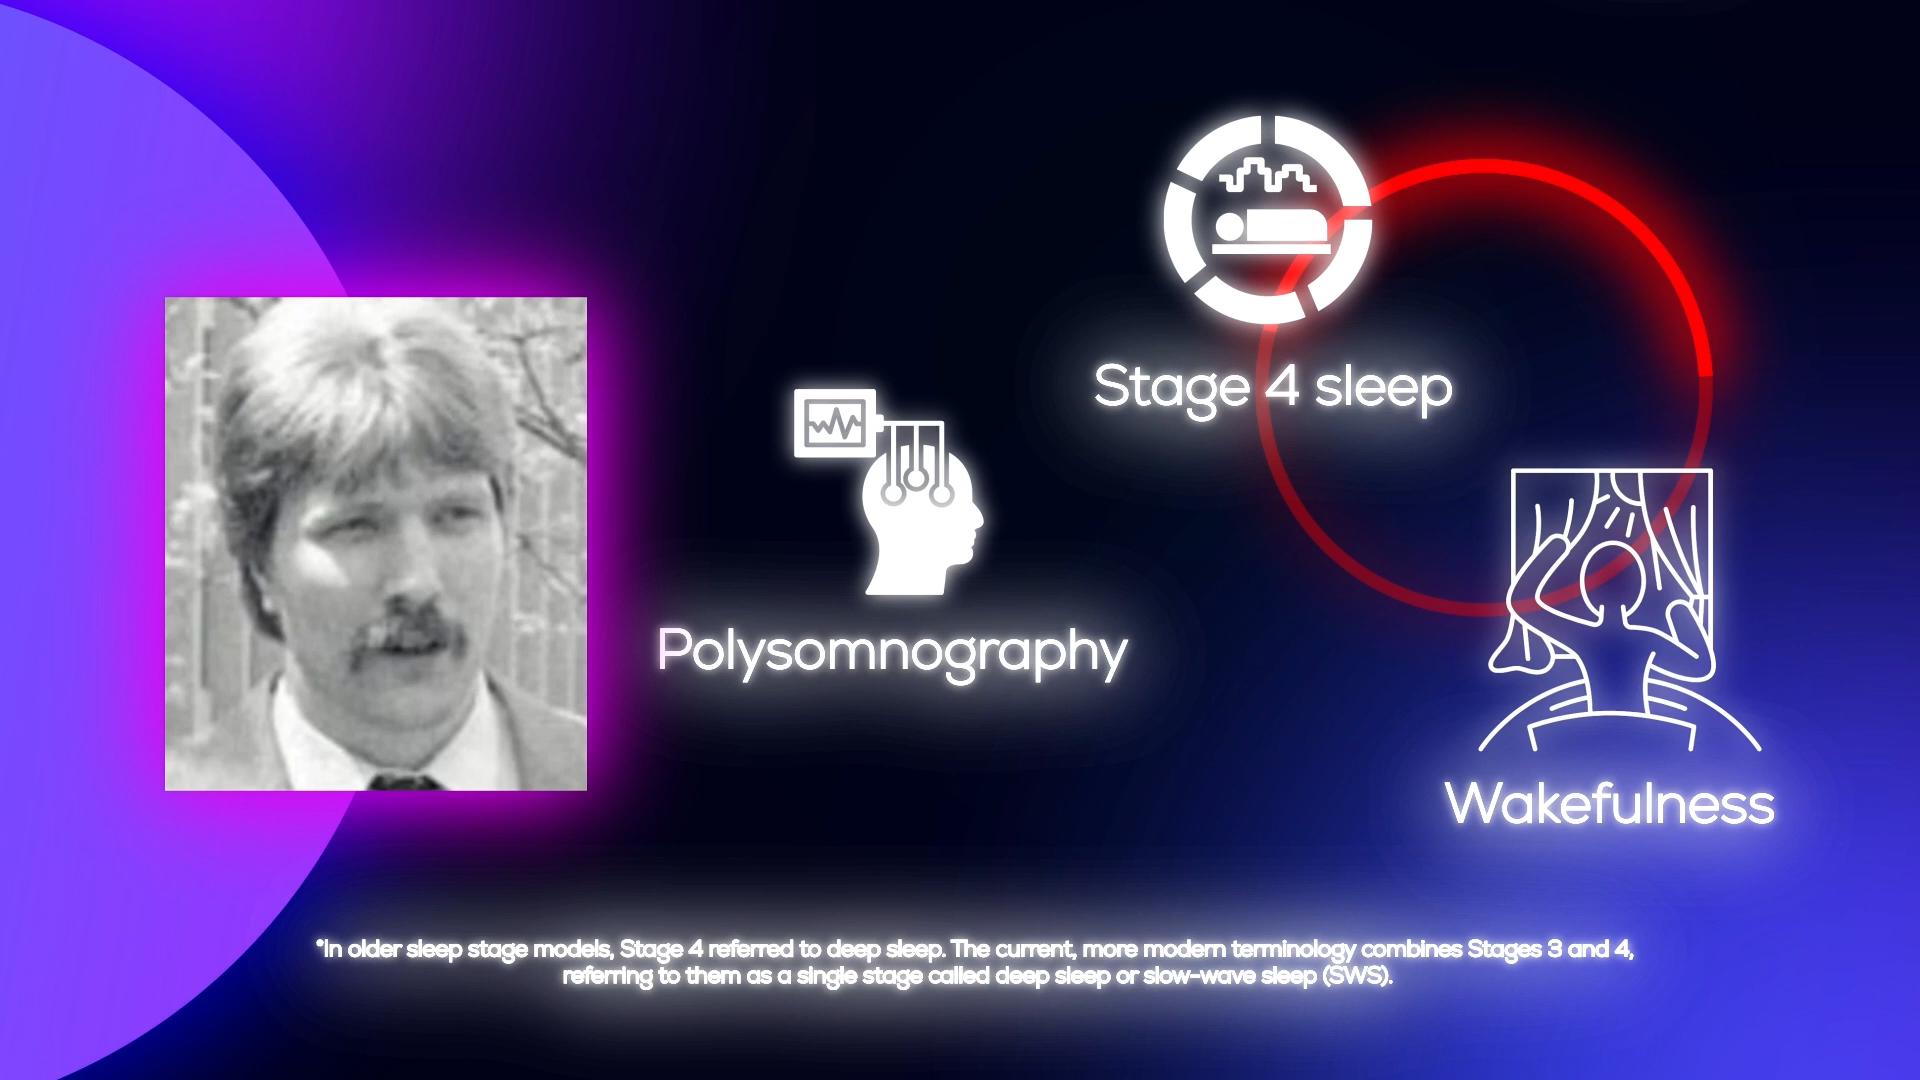 Stage 4 sleep
Polysomnography
Wakefulness
*In older sleep stage models, Stage 4 referred to deep sleep. The current, more modern terminology combines Stages 3 and 4,
referring to them as a single stage called deep sleep or slow-wave sleep (SWS).